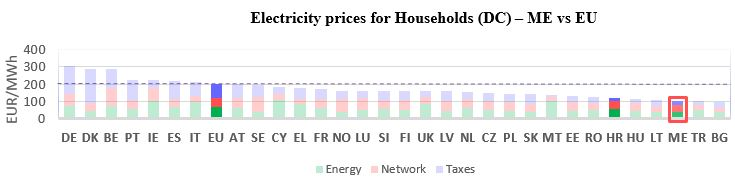 Electricity prices for Households (DC) – ME vs EU
EUR/MWh
400
300
200
100
0
DE DK BE PT IE ES IT EU AT SE CY EL FR NO LU SI FI UK LV NL CZ PL SK MT EE RO HR HU LT ME TR BG
Energy Network Taxes